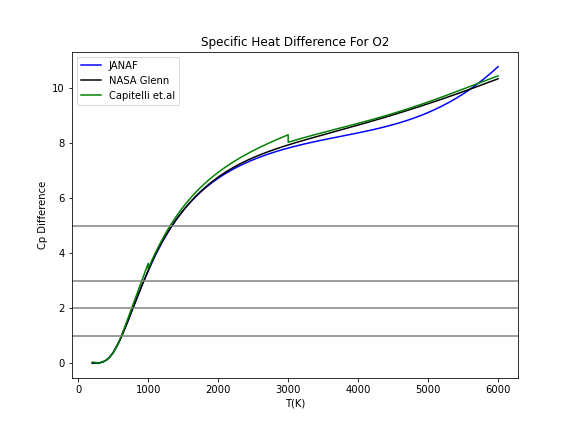 Specific Heat Difference For O2
JANAF
NASA Glenn
Capitelli et.al
Cp Difference
10
8
6
4
2
0
0 1000 2000 3000 4000 5000 6000
T(K)